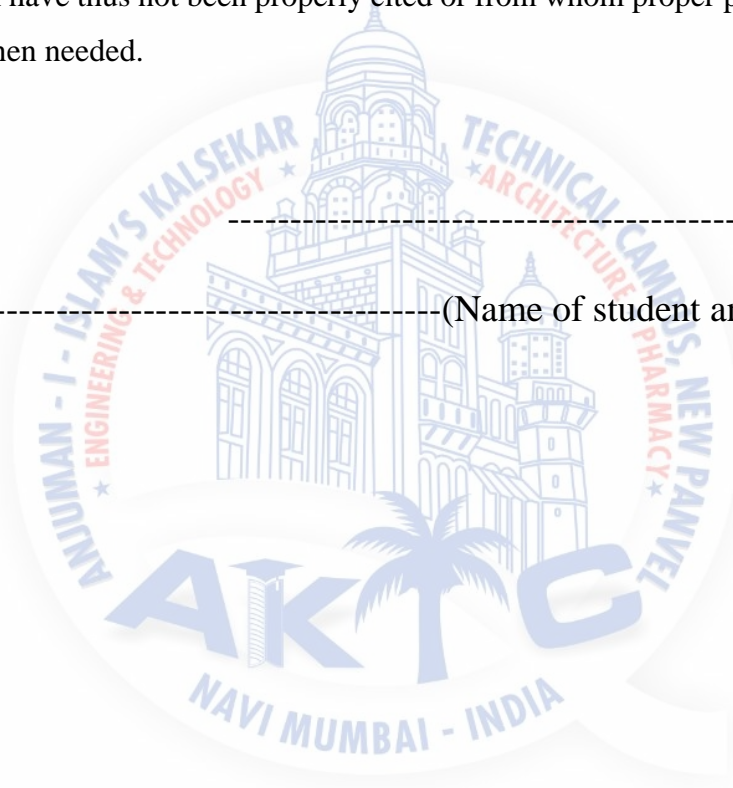 have thus not been properly cited or from whom proper p
hen needed.
-----------------------------------------
-----------------------------------(Name of student a
ANJUMAN - I - ISLAM'S KALSEKAR TECHNICAL CAMPUS, NEW PANVEL
★ ENGINEERING & TECHNOLOGY ★ ★ARCHITECTURE PHARMACY★
AKTC
NAVI MUMBAI - INDIA